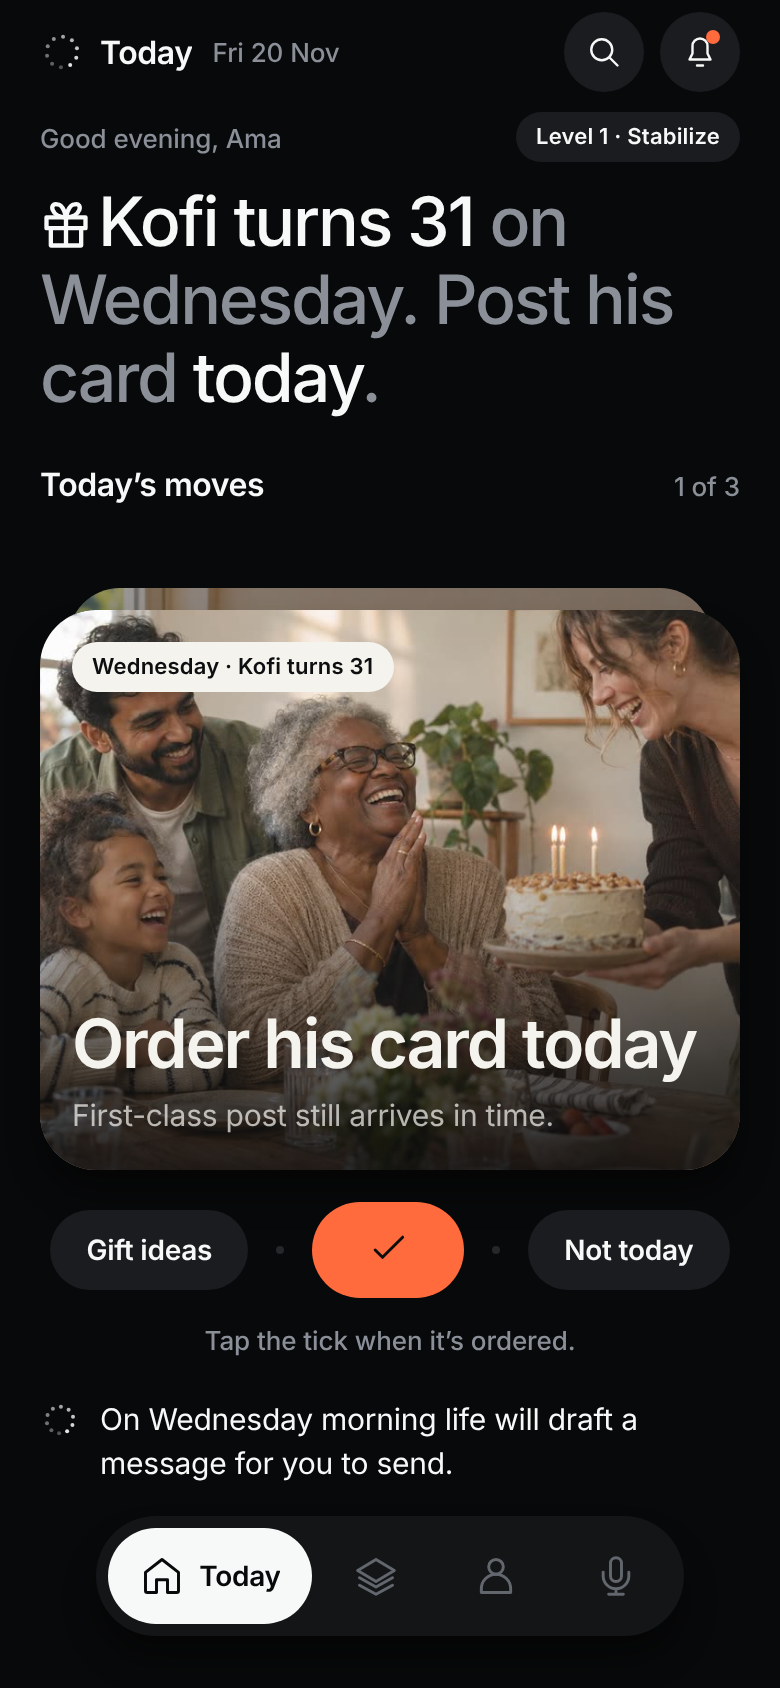 Today Fri 20 Nov
Good evening, Ama
Level 1 · Stabilize
Kofi turns 31 on
Wednesday. Post his
card today.
Today’s moves
1 of 3
Wednesday · Kofi turns 31
Order his card today
First-class post still arrives in time.
Gift ideas
Not today
Tap the tick when it’s ordered.
On Wednesday morning life will draft a
message for you to send.
Today